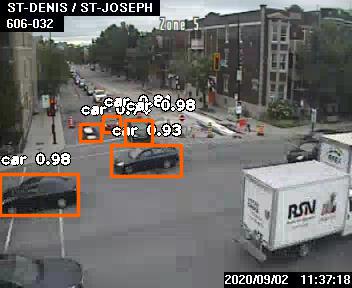 ST-DENIS / ST-JOSEPH
606-032
Zone 5
car 0.98
car 0.93
car 0.98
RSN
2020/09/02 11:37:18